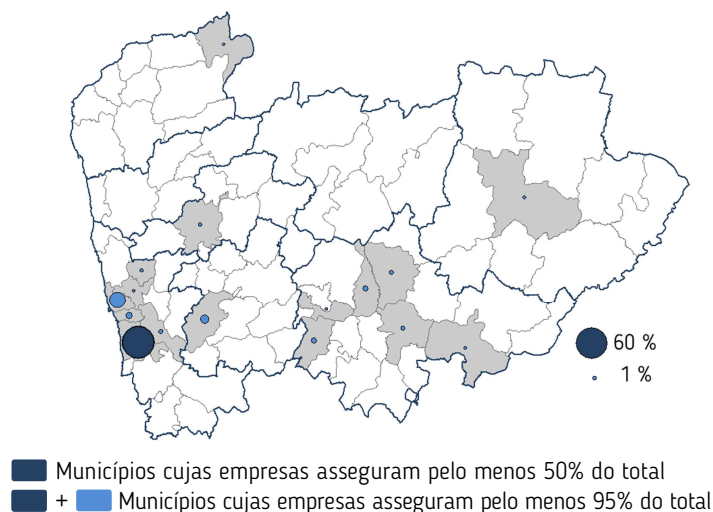 60 %
1 %
Municípios cujas empresas asseguram pelo menos 50% do total
+ Municípios cujas empresas asseguram pelo menos 95% do total